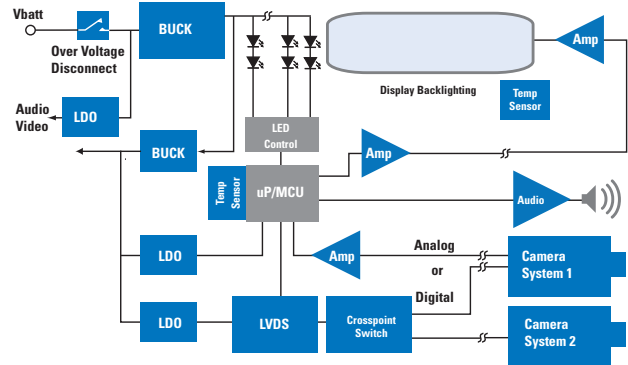 Vbatt
BUCK
Over Voltage
Disconnect
Amp
Display Backlighting
Temp
Sensor
Audio
Video
LDO
LED
Control
BUCK
Amp
Temp
Sensor
uP/MCU
Audio
LDO
Amp
Analog
or
Digital
Camera
System 1
LDO
LVDS
Crosspoint
Switch
Camera
System 2